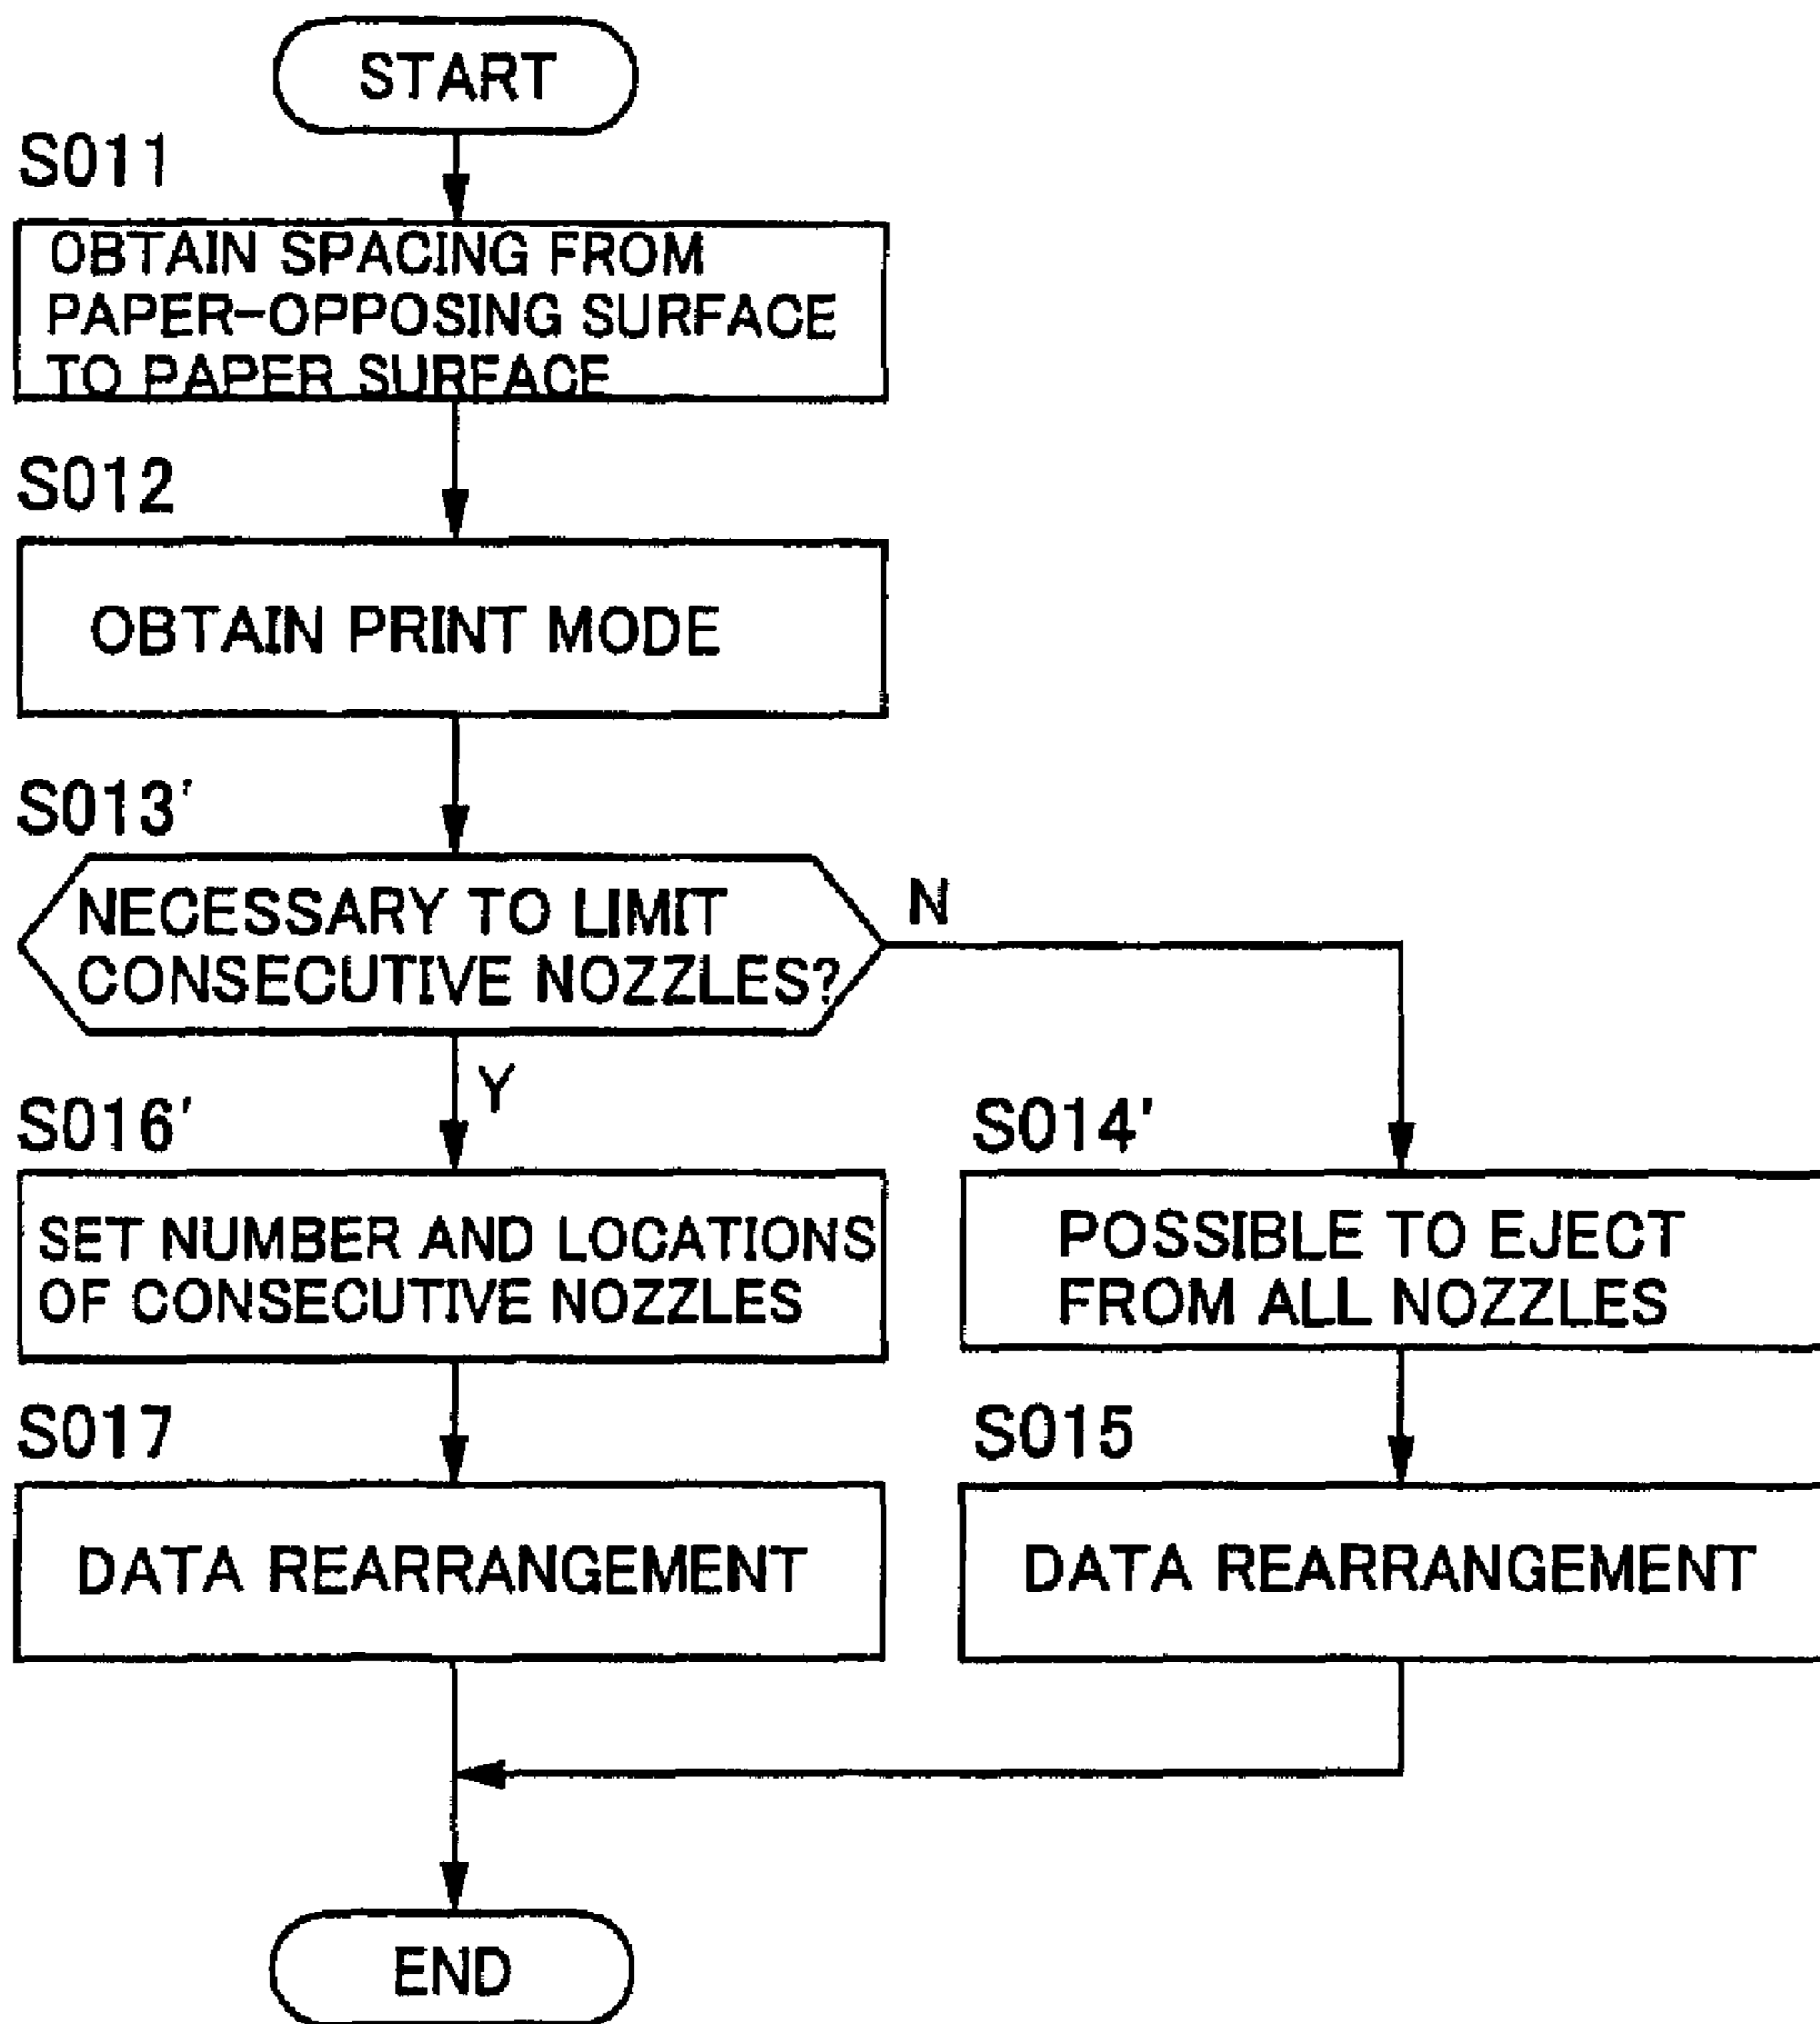 START
S011
OBTAIN SPACING FROM
PAPER-OPPOSING SURFACE
TO PAPER SURFACE
S012
OBTAIN PRINT MODE
S013'
NECESSARY TO LIMIT
CONSECUTIVE NOZZLES?
N
Y
S016'
SET NUMBER AND LOCATIONS
OF CONSECUTIVE NOZZLES
S014'
POSSIBLE TO EJECT
FROM ALL NOZZLES
S017
DATA REARRANGEMENT
S015
DATA REARRANGEMENT
END